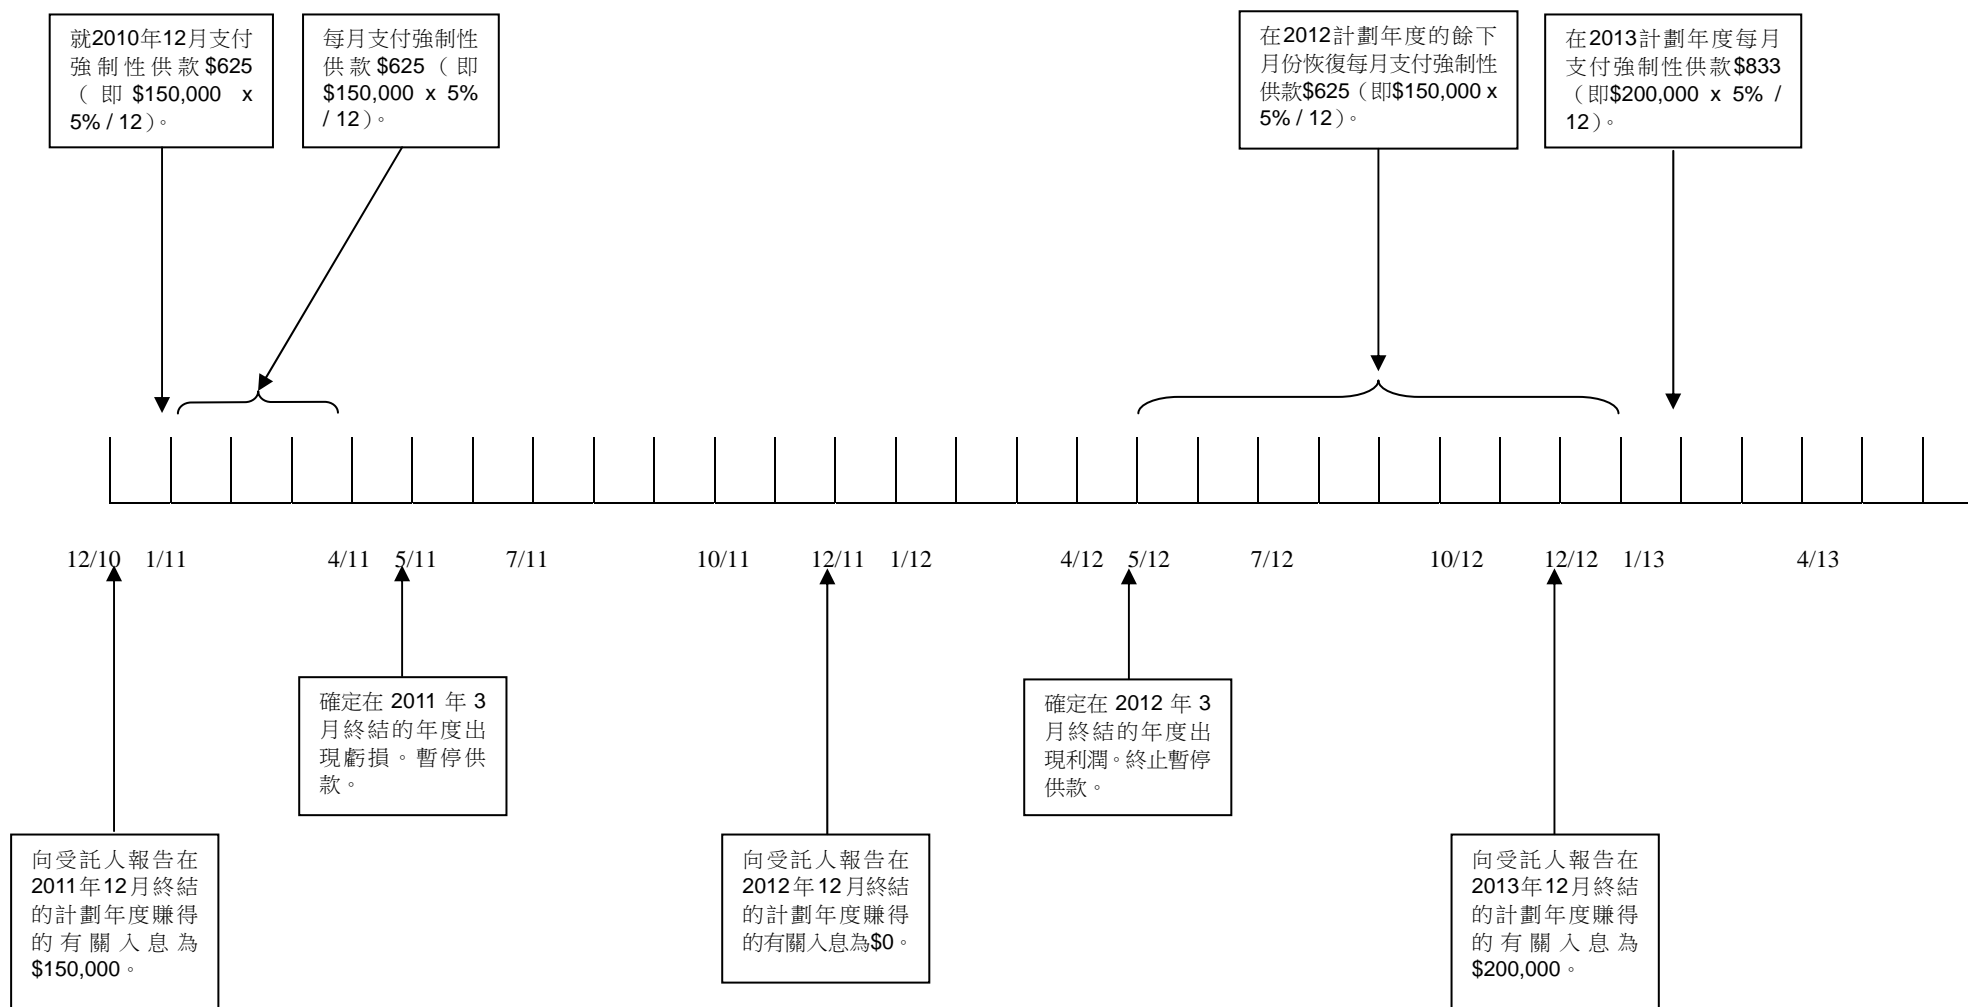 就2010年12月支付
強制性供款$625
（即$150,000 x
5% / 12）。
每月支付強制性
供款$625（即
$150,000 x 5%
/ 12）。
在2012計劃年度的餘下
月份恢復每月支付強制性
供款$625（即$150,000 x
5% / 12）。
在2013計劃年度每月
支付強制性供款$833
（即$200,000 x 5% /
12）。
12/10 1/11 4/11 5/11 7/11 10/11 12/11 1/12 4/12 5/12 7/12 10/12 12/12 1/13 4/13
確定在 2011 年 3
月終結的年度出
現虧損。暫停供
款。
確定在 2012 年 3
月終結的年度出
現利潤。終止暫停
供款。
向受託人報告在
2011年12月終結
的計劃年度賺得
的有關入息為
$150,000。
向受託人報告在
2012年12月終結
的計劃年度賺得
的有關入息為$0。
向受託人報告在
2013年12月終結
的計劃年度賺得
的有關入息為
$200,000。